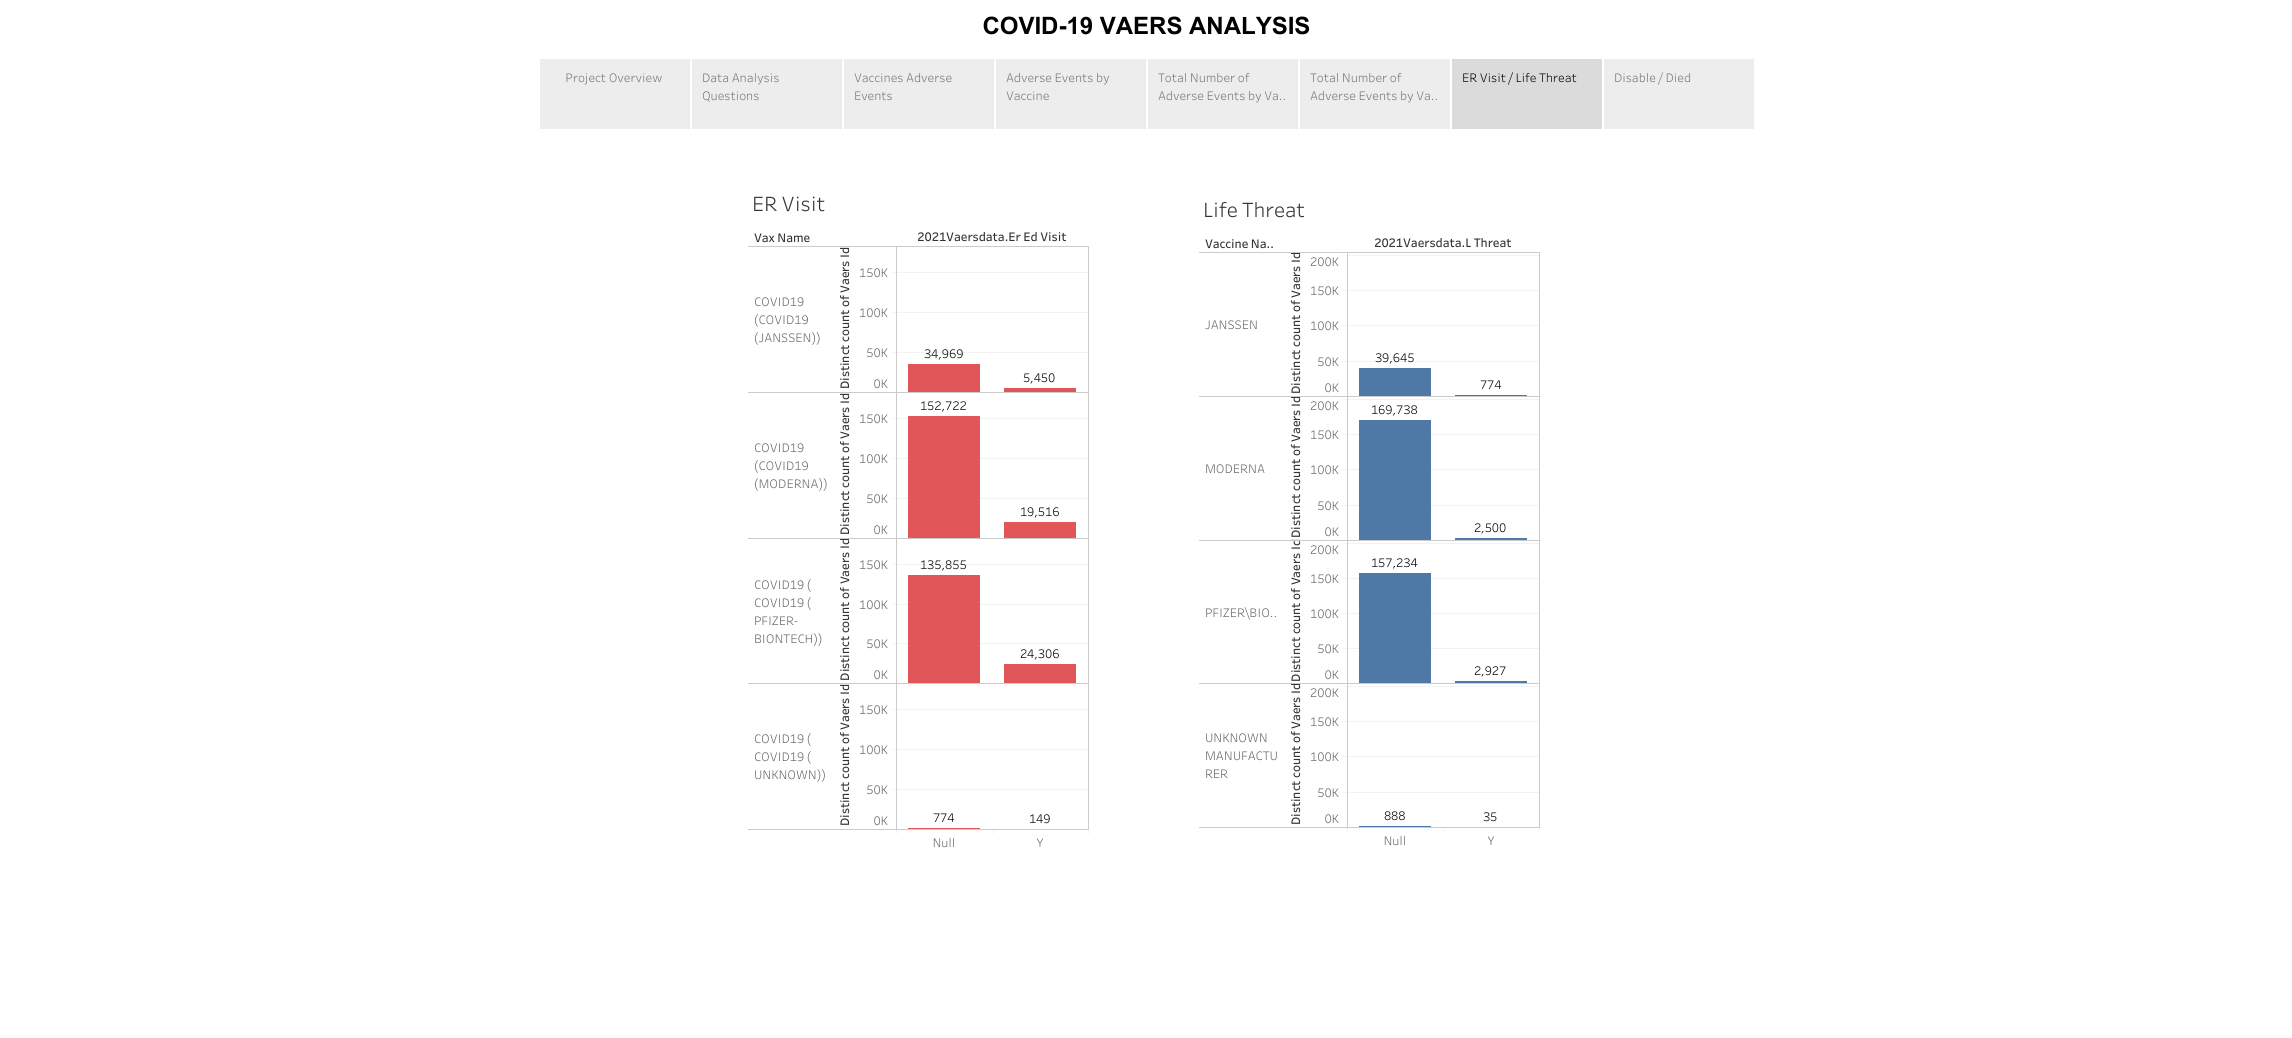 COVID-19 VAERS ANALYSIS
Project Overview
Data Analysis
Questions
Vaccines Adverse
Events
Adverse Events by
Vaccine
Total Number of
Adverse Events by Va..
Total Number of
Adverse Events by Va..
ER Visit / Life Threat
Disable / Died
ER Visit
Vax Name
2021Vaersdata.Er Ed Visit
COVID19
(COVID19
(JANSSEN))
Distinct count of Vaers Id
150K
100K
50K
0K
34,969
5,450
COVID19
(COVID19
(MODERNA))
Distinct count of Vaers Id
150K
100K
50K
0K
152,722
19,516
COVID19 (
COVID19 (
PFIZER-
BIONTECH))
Distinct count of Vaers Id
150K
100K
50K
0K
135,855
24,306
COVID19 (
COVID19 (
UNKNOWN))
Distinct count of Vaers Id
150K
100K
50K
0K
774
149
Null
Y
Life Threat
Vaccine Na..
2021Vaersdata.L Threat
JANSSEN
Distinct count of Vaers Id
200K
150K
100K
50K
0K
39,645
774
MODERNA
Distinct count of Vaers Id
200K
150K
100K
50K
0K
169,738
2,500
PFIZER\BIO..
Distinct count of Vaers Id
200K
150K
100K
50K
0K
157,234
2,927
UNKNOWN
MANUFACTU
RER
Distinct count of Vaers Id
200K
150K
100K
50K
0K
888
35
Null
Y